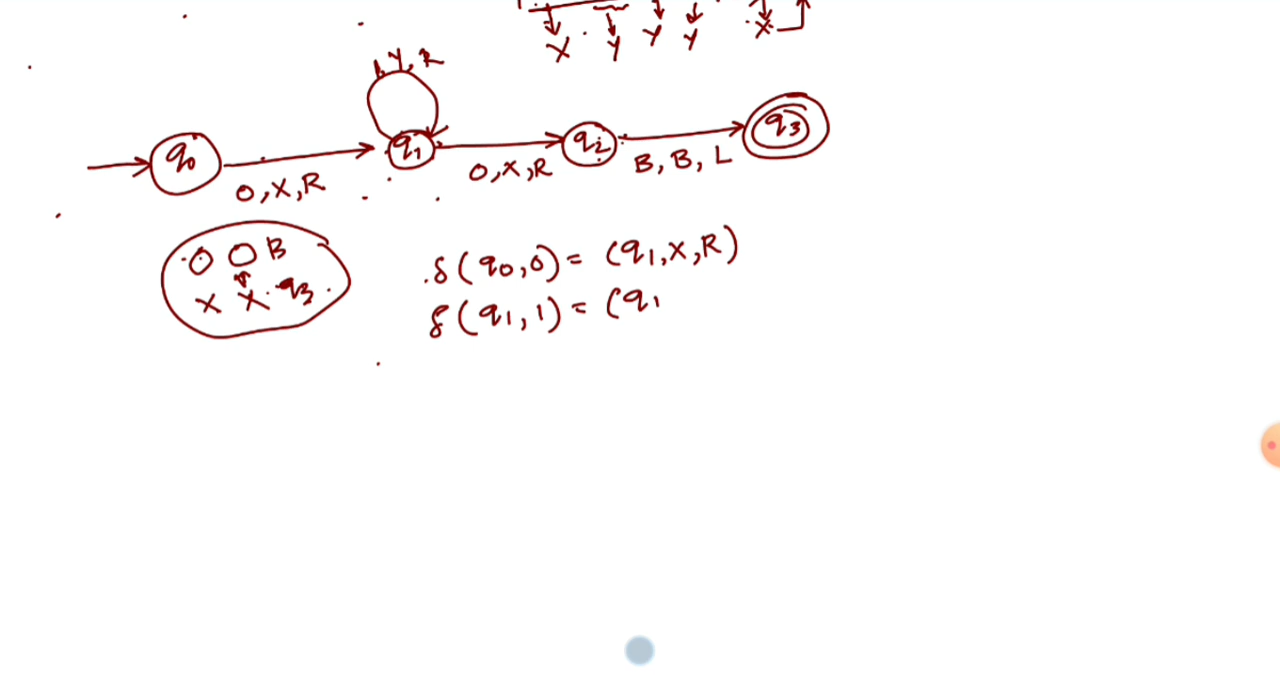 X Y Y Y X
1, Y, R
q0 q1 q2 q3
0, X, R 0, X, R B, B, L
0 0 B
X X q3
δ(q0, 0) = (q1, X, R)
δ(q1, 1) = (q1